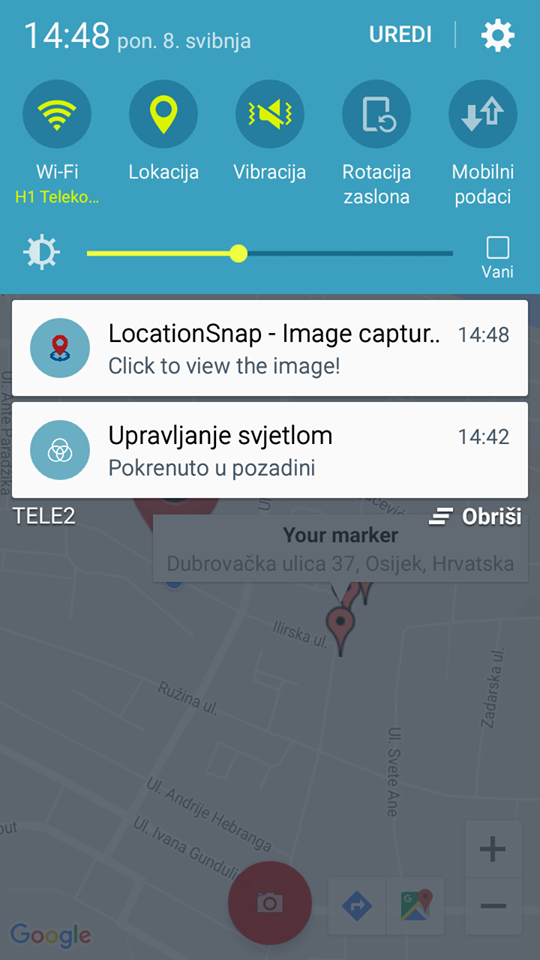 14:48 pon. 8. svibnja UREDI
Wi-Fi
H1 Teleko...
Lokacija
Vibracija
Rotacija
zaslona
Mobilni
podaci
Vani
LocationSnap - Image captur.. 14:48
Click to view the image!
Upravljanje svjetlom 14:42
Pokrenuto u pozadini
TELE2 Obriši
Ul. Ante Paradžika
Your marker
Dubrovačka ulica 37, Osijek, Hrvatska
Ilirska ul.
Zadarska ul.
Ružina ul.
Ul. Svete Ane
Ul. Andrije Hebranga
Ul. Ivana Gunduli
Google